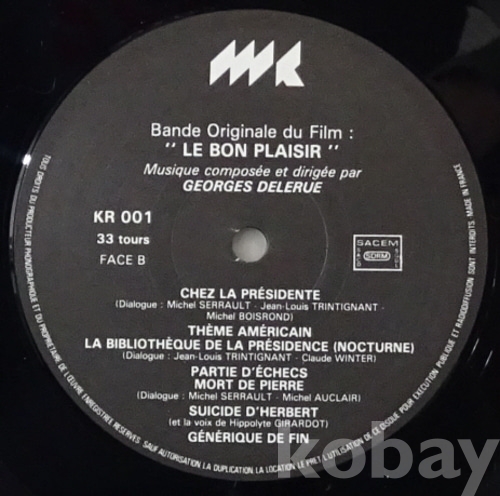 Bande Originale du Film :
" LE BON PLAISIR "
Musique composée et dirigée par
GEORGES DELERUE
KR 001
33 tours
FACE B
SACEM
SDRM
CHEZ LA PRÉSIDENTE
(Dialogue : Michel SERRAULT - Jean-Louis TRINTIGNANT -
Michel BOISROND)
THÈME AMÉRICAIN
LA BIBLIOTHÈQUE DE LA PRÉSIDENCE (NOCTURNE)
(Dialogue : Jean-Louis TRINTIGNANT - Claude WINTER)
PARTIE D'ÉCHECS
MORT DE PIERRE
(Dialogue : Michel SERRAULT - Michel AUCLAIR)
SUICIDE D'HERBERT
(et la voix de Hippolyte GIRARDOT)
GÉNÉRIQUE DE FIN
TOUS DROITS DU PRODUCTEUR PHONOGRAPHIQUE ET DU PROPRIETAIRE DE L'ŒUVRE ENREGISTREE RESERVES. SAUF AUTORISATION LA DUPLICATION, LA LOCATION, LE PRET, L'UTILISATION DE CE DISQUE POUR EXECUTION PUBLIQUE ET RADIODIFFUSION SONT INTERDITS. MADE IN FRANCE
kobay